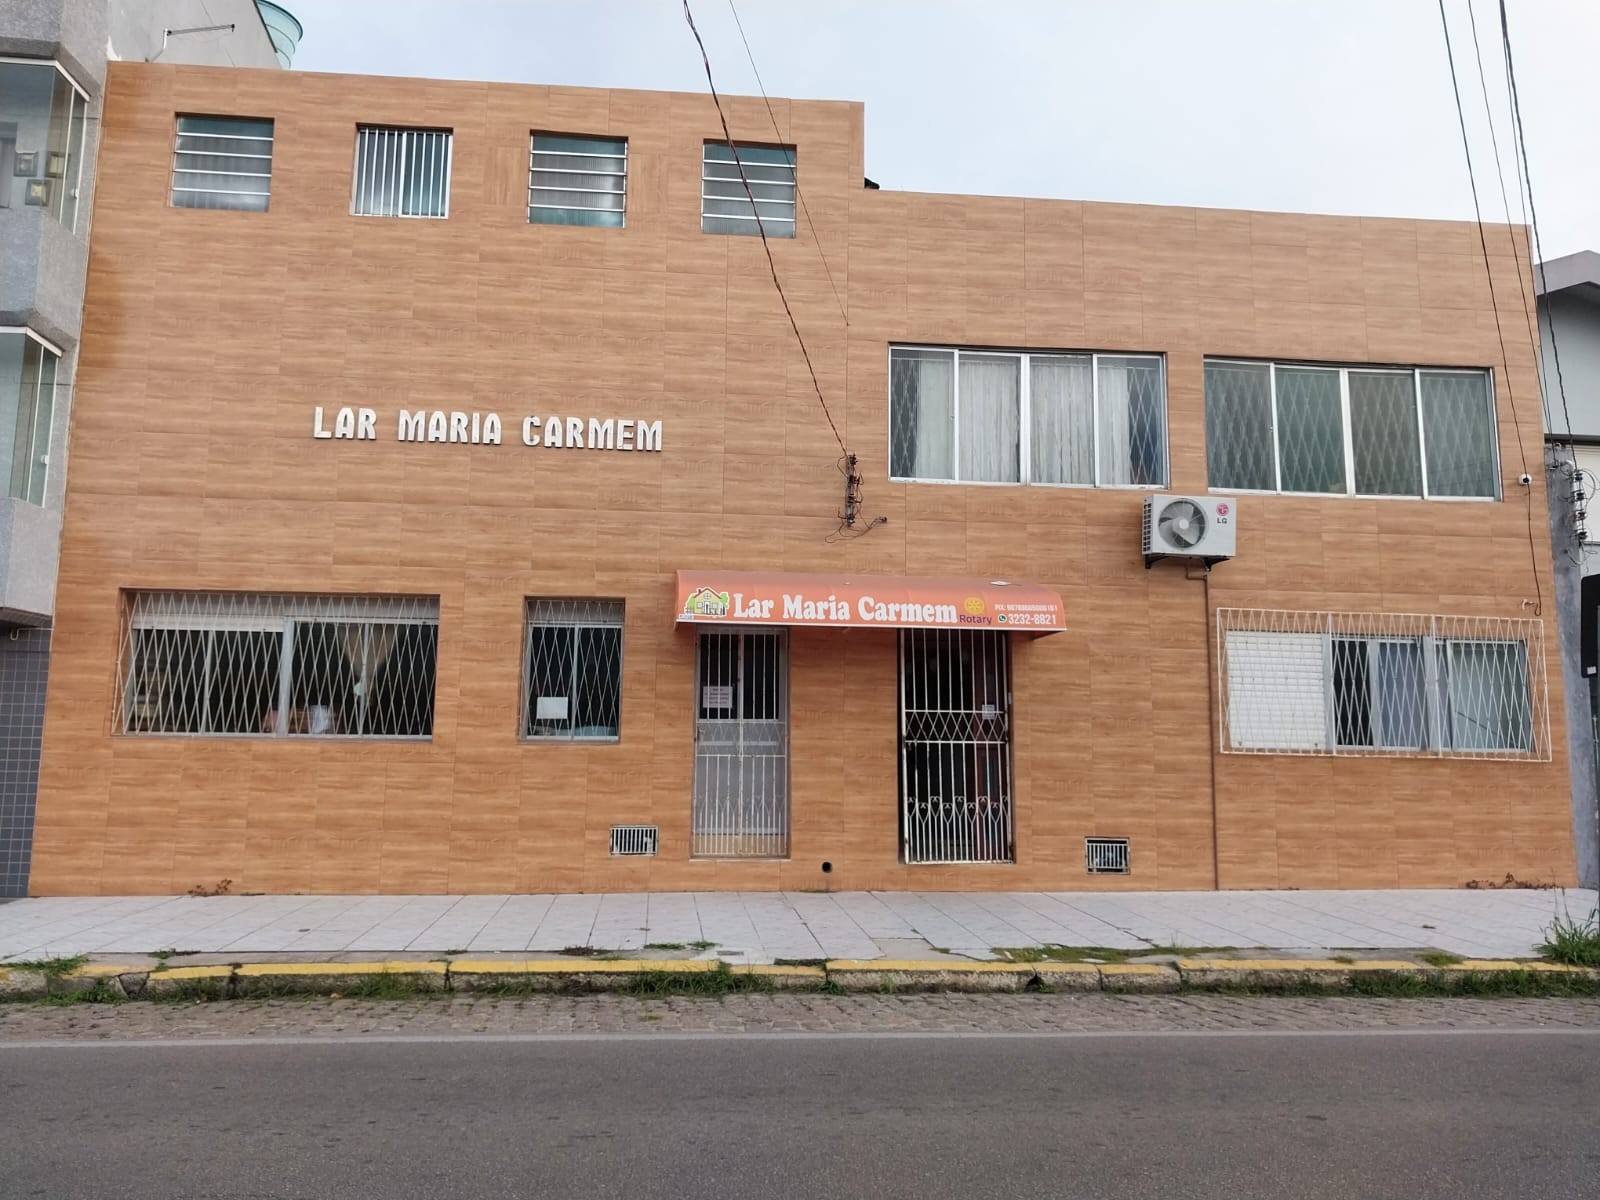 LAR MARIA CARMEM
Lar Maria Carmem
Rotary
3232-8821
LG